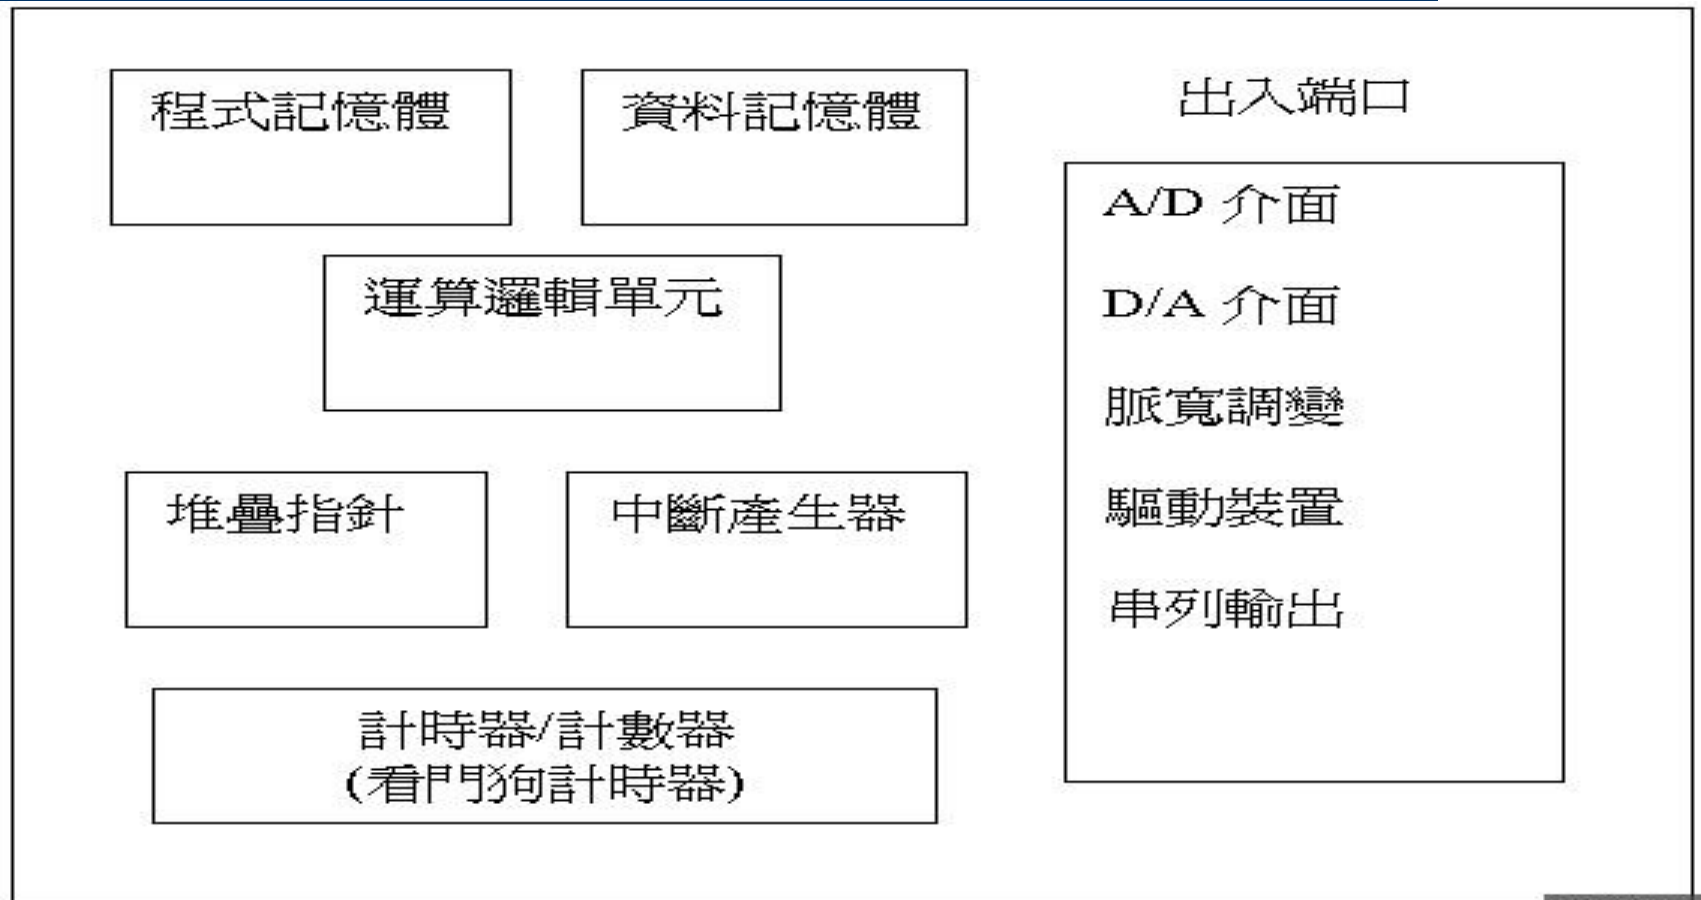 程式記憶體
資料記憶體
運算邏輯單元
堆疊指針
中斷產生器
計時器/計數器
(看門狗計時器)
出入端口
A/D 介面
D/A 介面
脈寬調變
驅動裝置
串列輸出